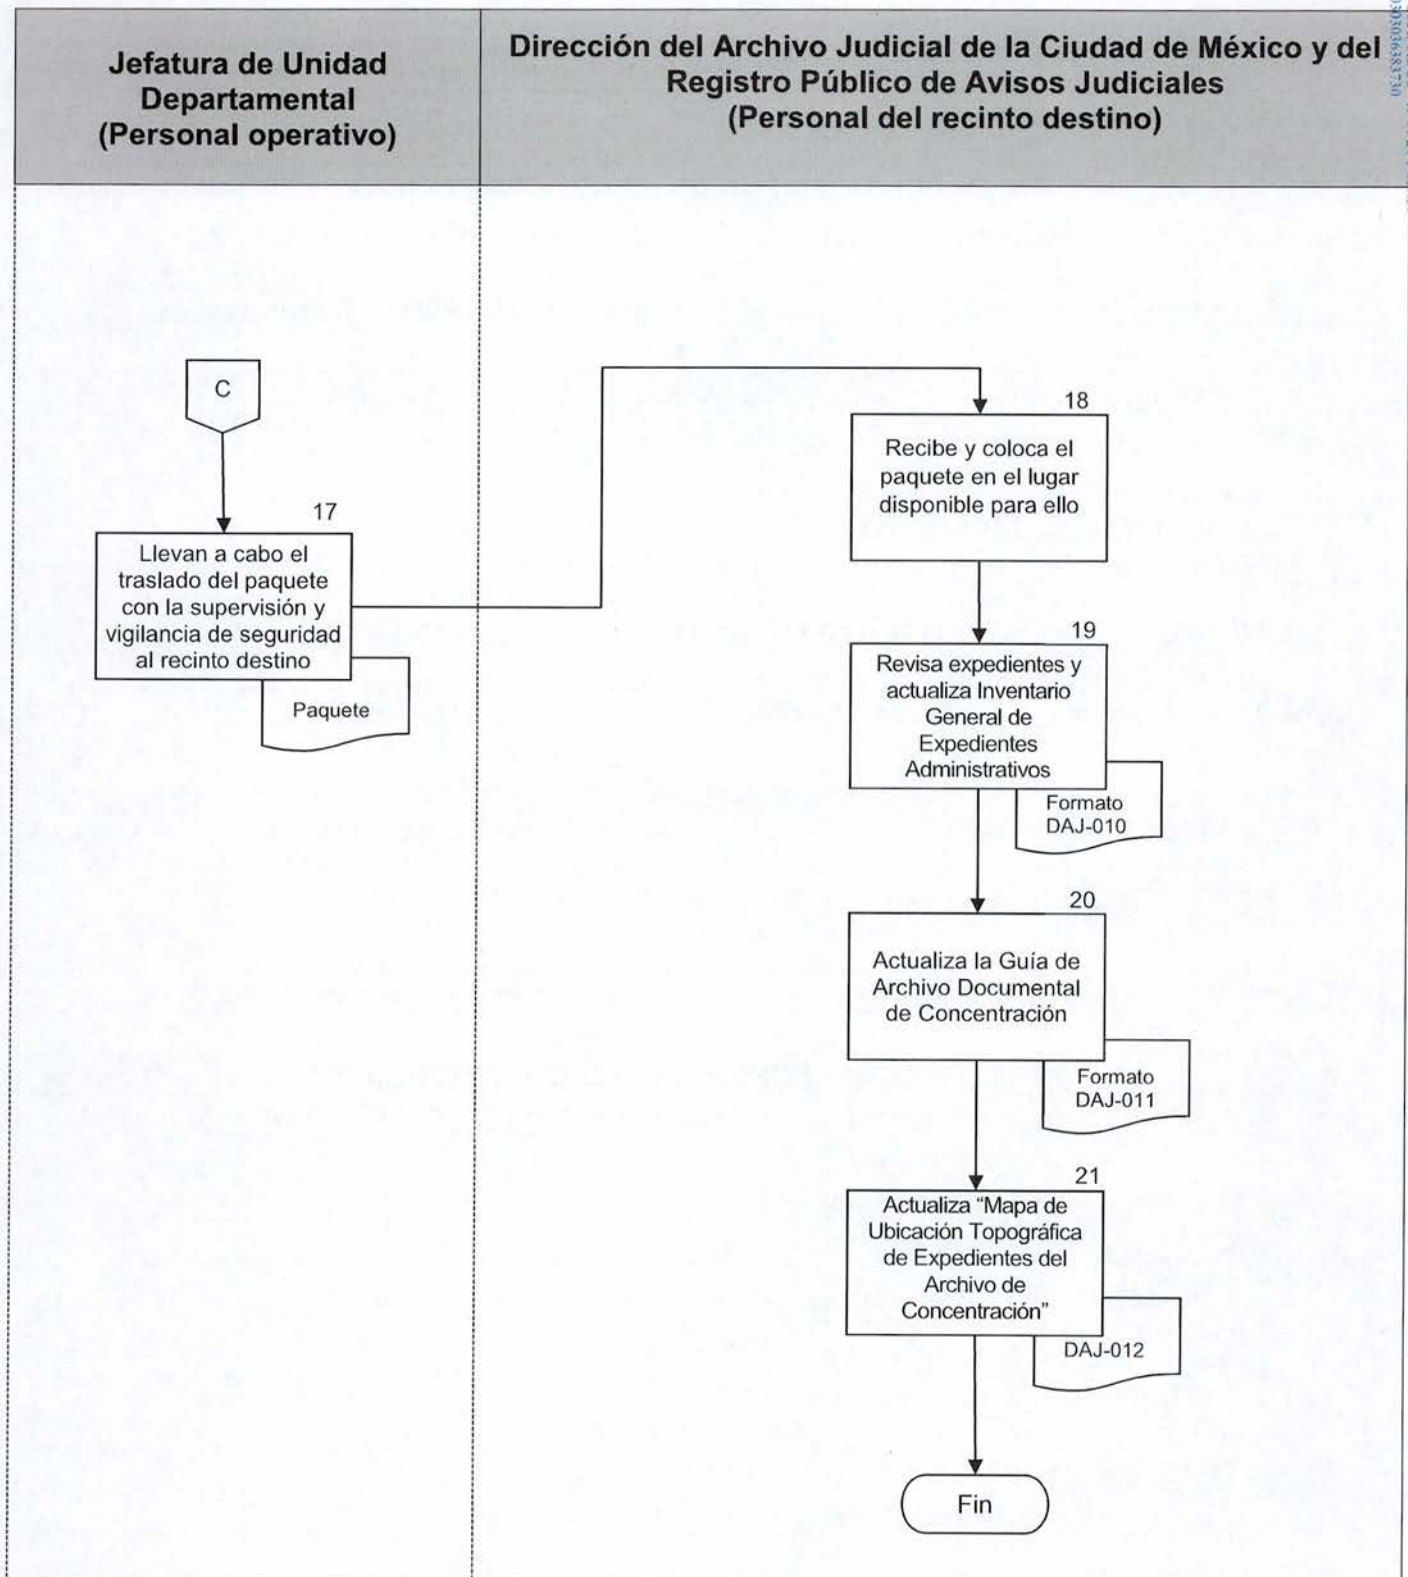 Jefatura de Unidad
Departamental
(Personal operativo)
Dirección del Archivo Judicial de la Ciudad de México y del
Registro Público de Avisos Judiciales
(Personal del recinto destino)
C
17
Llevan a cabo el
traslado del paquete
con la supervisión y
vigilancia de seguridad
al recinto destino
Paquete
18
Recibe y coloca el
paquete en el lugar
disponible para ello
19
Revisa expedientes y
actualiza Inventario
General de
Expedientes
Administrativos
Formato
DAJ-010
20
Actualiza la Guía de
Archivo Documental
de Concentración
Formato
DAJ-011
21
Actualiza “Mapa de
Ubicación Topográfica
de Expedientes del
Archivo de
Concentración”
DAJ-012
Fin